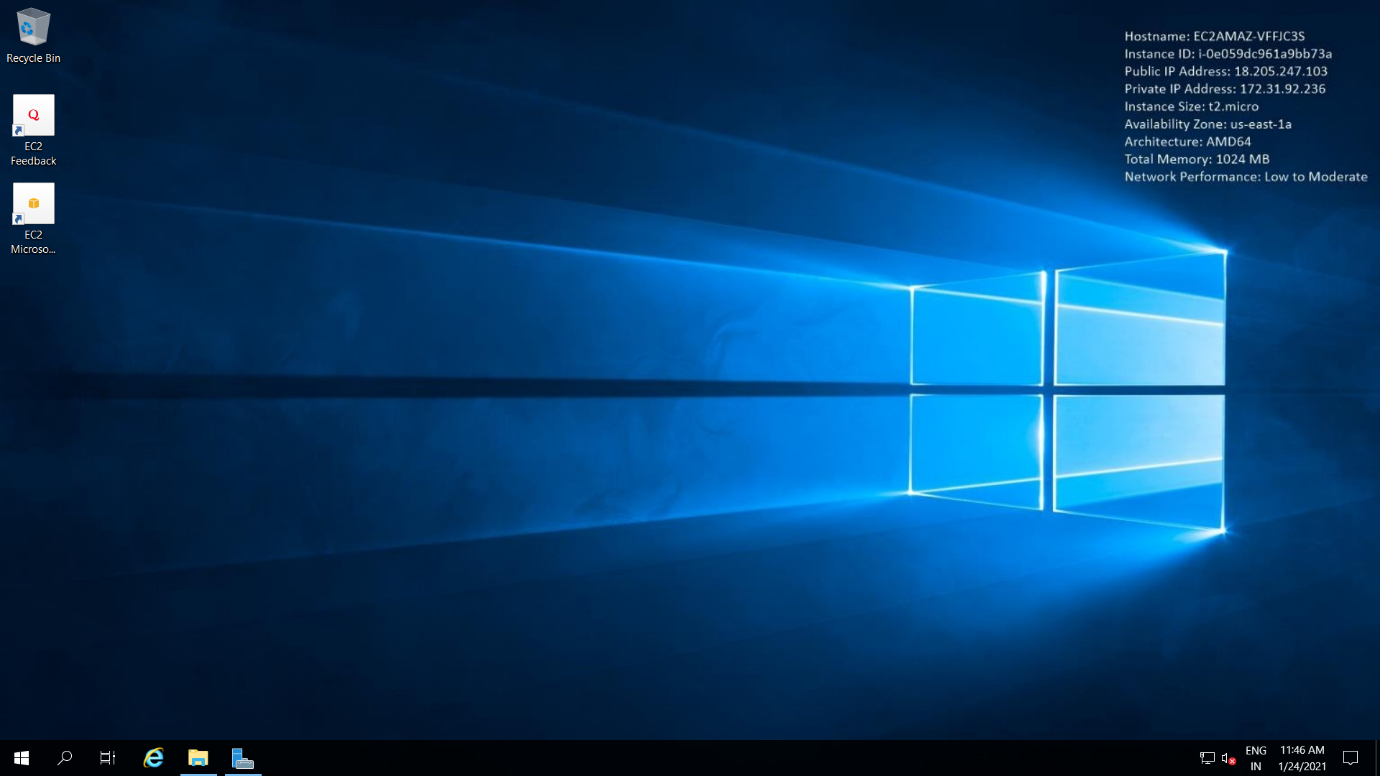 Recycle Bin
Q
EC2
Feedback
EC2
Microso...
Hostname: EC2AMAZ-VFFJC3S
Instance ID: i-0e059dc961a9bb73a
Public IP Address: 18.205.247.103
Private IP Address: 172.31.92.236
Instance Size: t2.micro
Availability Zone: us-east-1a
Architecture: AMD64
Total Memory: 1024 MB
Network Performance: Low to Moderate
ENG
IN
11:46 AM
1/24/2021